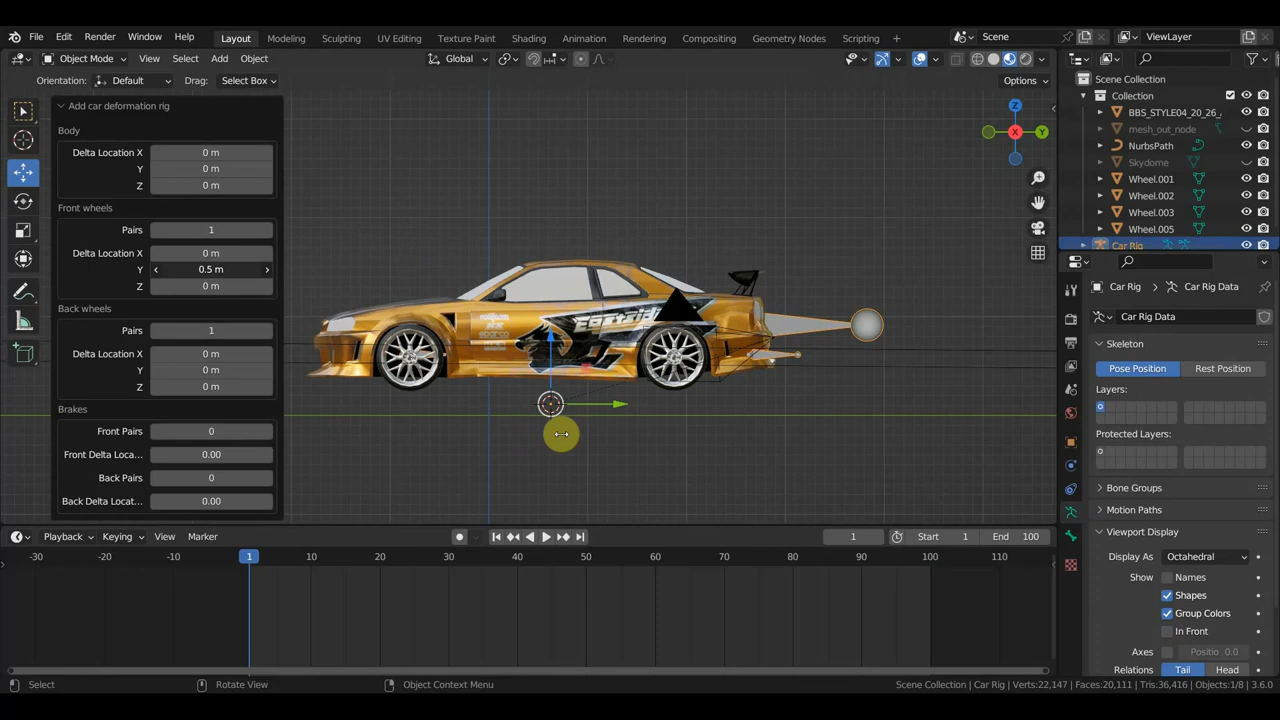 File Edit Render Window Help Layout Modeling Sculpting UV Editing Texture Paint Shading Animation Rendering Compositing Geometry Nodes Scripting + Scene ViewLayer
Object Mode View Select Add Object Global
Orientation: Default Drag: Select Box Options
Scene Collection
Collection
BBS_STYLE04_20_26_
mesh_out_node
NurbsPath
Skydome
Wheel.001
Wheel.002
Wheel.003
Wheel.005
Car Rig
Add car deformation rig
Body
Delta Location X 0 m
Y 0 m
Z 0 m
Front wheels
Pairs 1
Delta Location X 0 m
Y 0.5 m
Z 0 m
Back wheels
Pairs 1
Delta Location X 0 m
Y 0 m
Z 0 m
Brakes
Front Pairs 0
Front Delta Loca... 0.00
Back Pairs 0
Back Delta Locat... 0.00
Z
X
Y
Car Rig Car Rig Data
Car Rig Data
Skeleton
Pose Position Rest Position
Layers:
Protected Layers:
Bone Groups
Motion Paths
Viewport Display
Display As Octahedral
Show Names
Shapes
Group Colors
In Front
Axes Positio 0.0
Relations Tail Head
Playback Keying View Marker 1 Start 1 End 100
-30 -20 -10 1 10 20 30 40 50 60 70 80 90 100 110
Select Rotate View Object Context Menu Scene Collection | Car Rig | Verts:22,147 | Faces:20,111 | Tris:36,416 | Objects:1/8 | 3.6.0